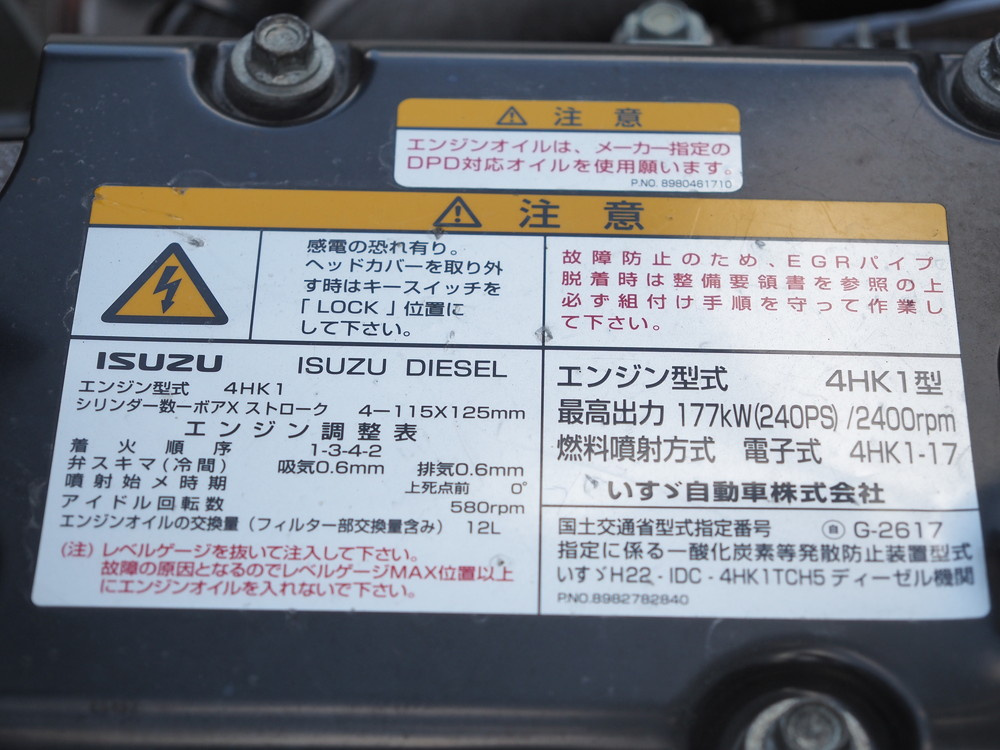 ⚠ 注意
エンジンオイルは、メーカー指定の
DPD対応オイルを使用願います。
P.NO. 8980461710
⚠ 注意
感電の恐れ有り。
ヘッドカバーを取り外
す時はキースイッチを
「LOCK」位置に
して下さい。
故障防止のため、EGRパイプ
脱着時は整備要領書を参照の上
必ず組付け手順を守って作業し
て下さい。
ISUZU ISUZU DIESEL
エンジン型式 4HK1
シリンダー数ーボアX ストローク 4ー115X125mm
エンジン調整表
着火順序 1-3-4-2
弁スキマ(冷間) 吸気0.6mm 排気0.6mm
噴射始メ時期 上死点前 0°
アイドル回転数 580rpm
エンジンオイルの交換量(フィルター部交換量含み) 12L
(注) レベルゲージを抜いて注入して下さい。
故障の原因となるのでレベルゲージMAX位置以上
にエンジンオイルを入れないで下さい。
エンジン型式 4HK1型
最高出力 177kW(240PS) /2400rpm
燃料噴射方式 電子式 4HK1-17
いすゞ自動車株式会社
国土交通省型式指定番号 ㊐ G-2617
指定に係る一酸化炭素等発散防止装置型式
いすゞH22 - IDC - 4HK1TCH5 ディーゼル機関
P.NO.8982782840